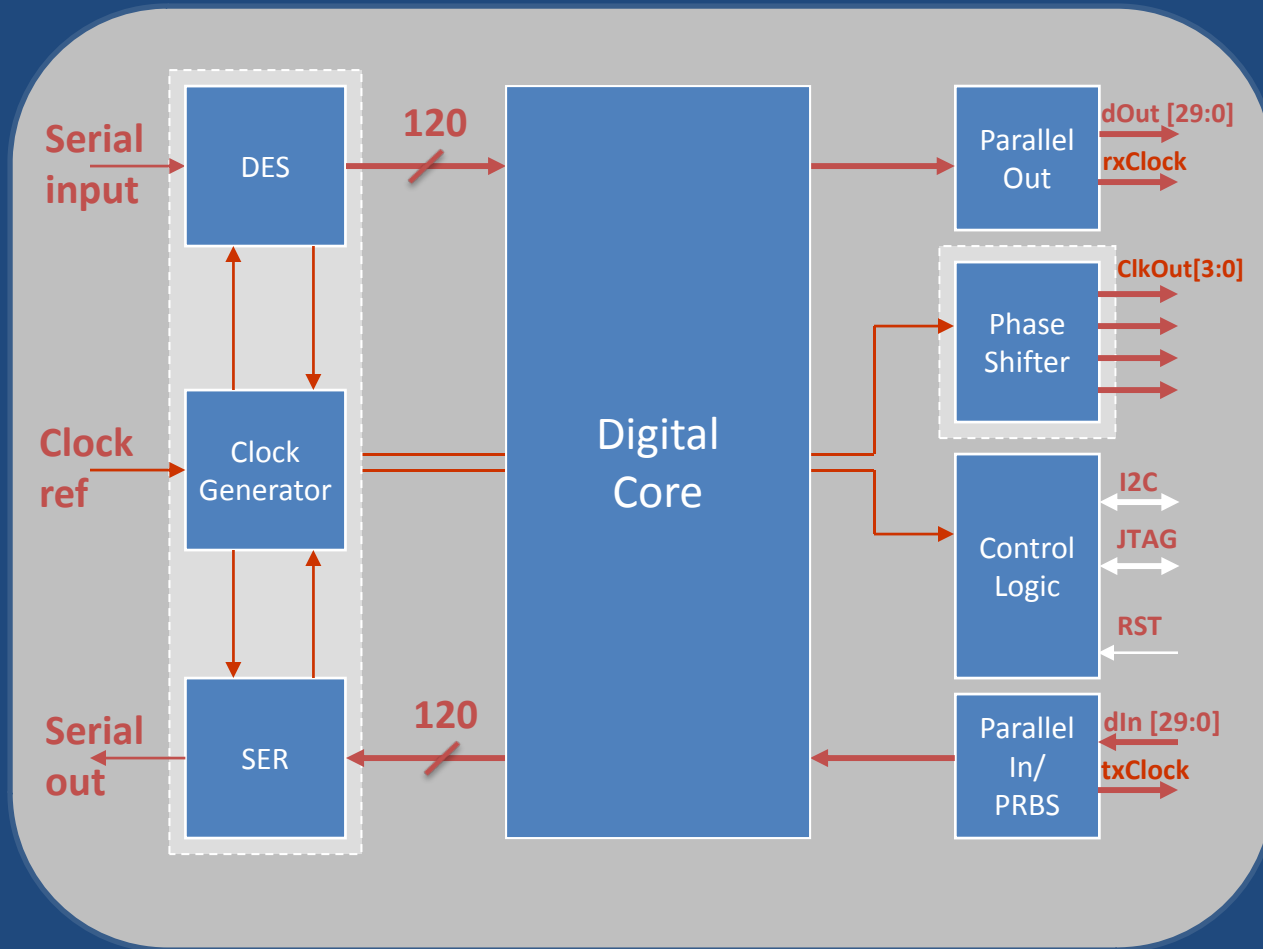 Serial
input
DES
120
Parallel
Out
dOut [29:0]
rxClock
ClkOut[3:0]
Phase
Shifter
Clock
ref
Clock
Generator
Digital
Core
Control
Logic
I2C
JTAG
RST
Serial
out
SER
120
Parallel
In/
PRBS
dIn [29:0]
txClock